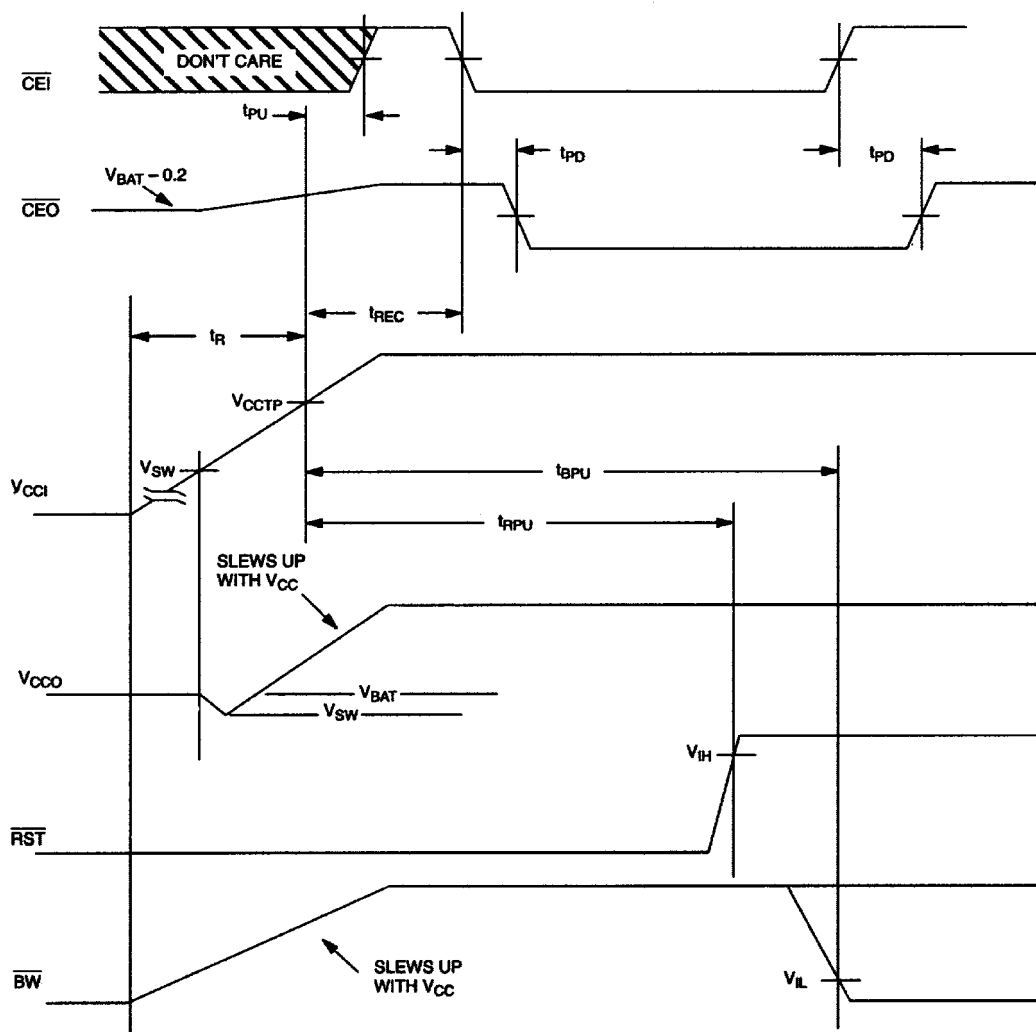 DON'T CARE
CEI
tPU
tPD
tPD
VBAT – 0.2
CEO
tREC
tR
VCCTP
VSW
tBPU
VCCI
tRPU
SLEWS UP
WITH VCC
VCCO
VBAT
VSW
VIH
RST
SLEWS UP
WITH VCC
BW
VIL